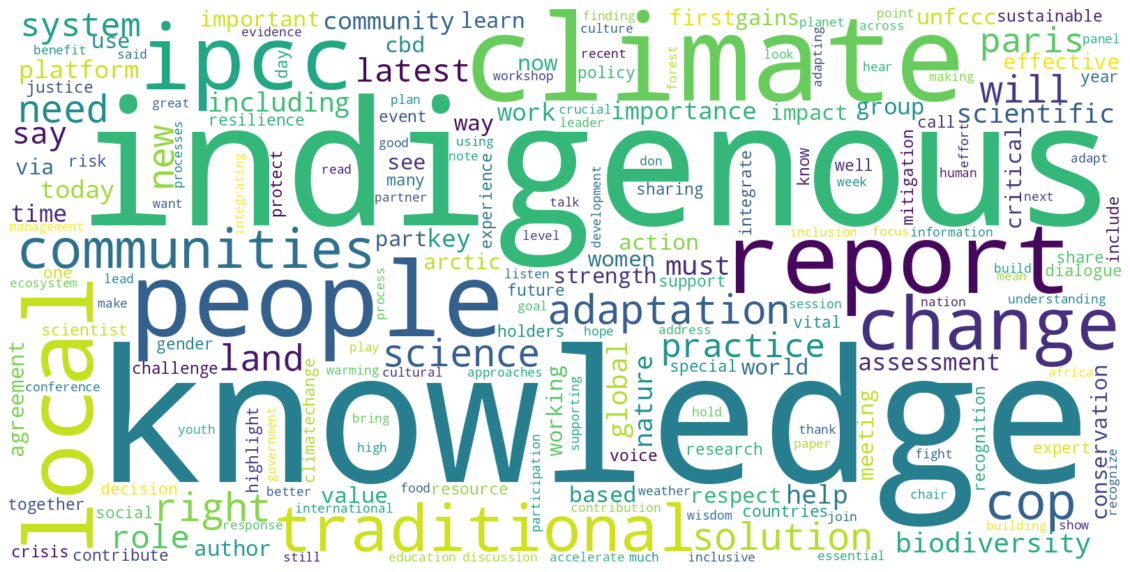 system
important
evidence
community
learn
finding
culture
first
gains
planet
across
point
unfccc
sustainable
benefit
use
said
ipcc
day
cbd
latest
now
workshop
policy
climate
look
forest
hear
adapting
recent
making
paris
panel
effective
year
platform
justice
need
including
resilience
great
plan
event
way
work
crucial
leader
importance
impact
group
will
scientific
say
new
processes
want
via
risk
today
time
management
integrating
protect
indigenous
read
good
see
many
partner
using
note
experience
talk
level
don
sharing
development
integrate
know
well
week
mitigation
call
human
effort
critical
adapt
next
include
communities
part
key
arctic
action
women
inclusion
focus
information
report
share
mean
build
dialogue
one
ecosystem
lead
make
people
process
listen
future
goal
strength
support
must
adaptation
session
vital
nation
understanding
change
local
scientist
gender
challenge
land
play
warming
cultural
science
approaches
holders
hope
address
practice
special
world
assessment
africa
agreement
conference
knowledge
youth
highlight
government
climatechange
bring
high
working
supporting
global
nature
voice
hold
research
thank
paper
meeting
fight
expert
recognition
conservation
recognize
chair
cop
together
decision
social
right
better
value
food
resource
international
participation
based
weather
respect
help
countries
building
show
crisis
contribute
role
author
response
still
traditional
contribution
wisdom
join
solution
biodiversity
education
discussion
accelerate
much
inclusive
essential